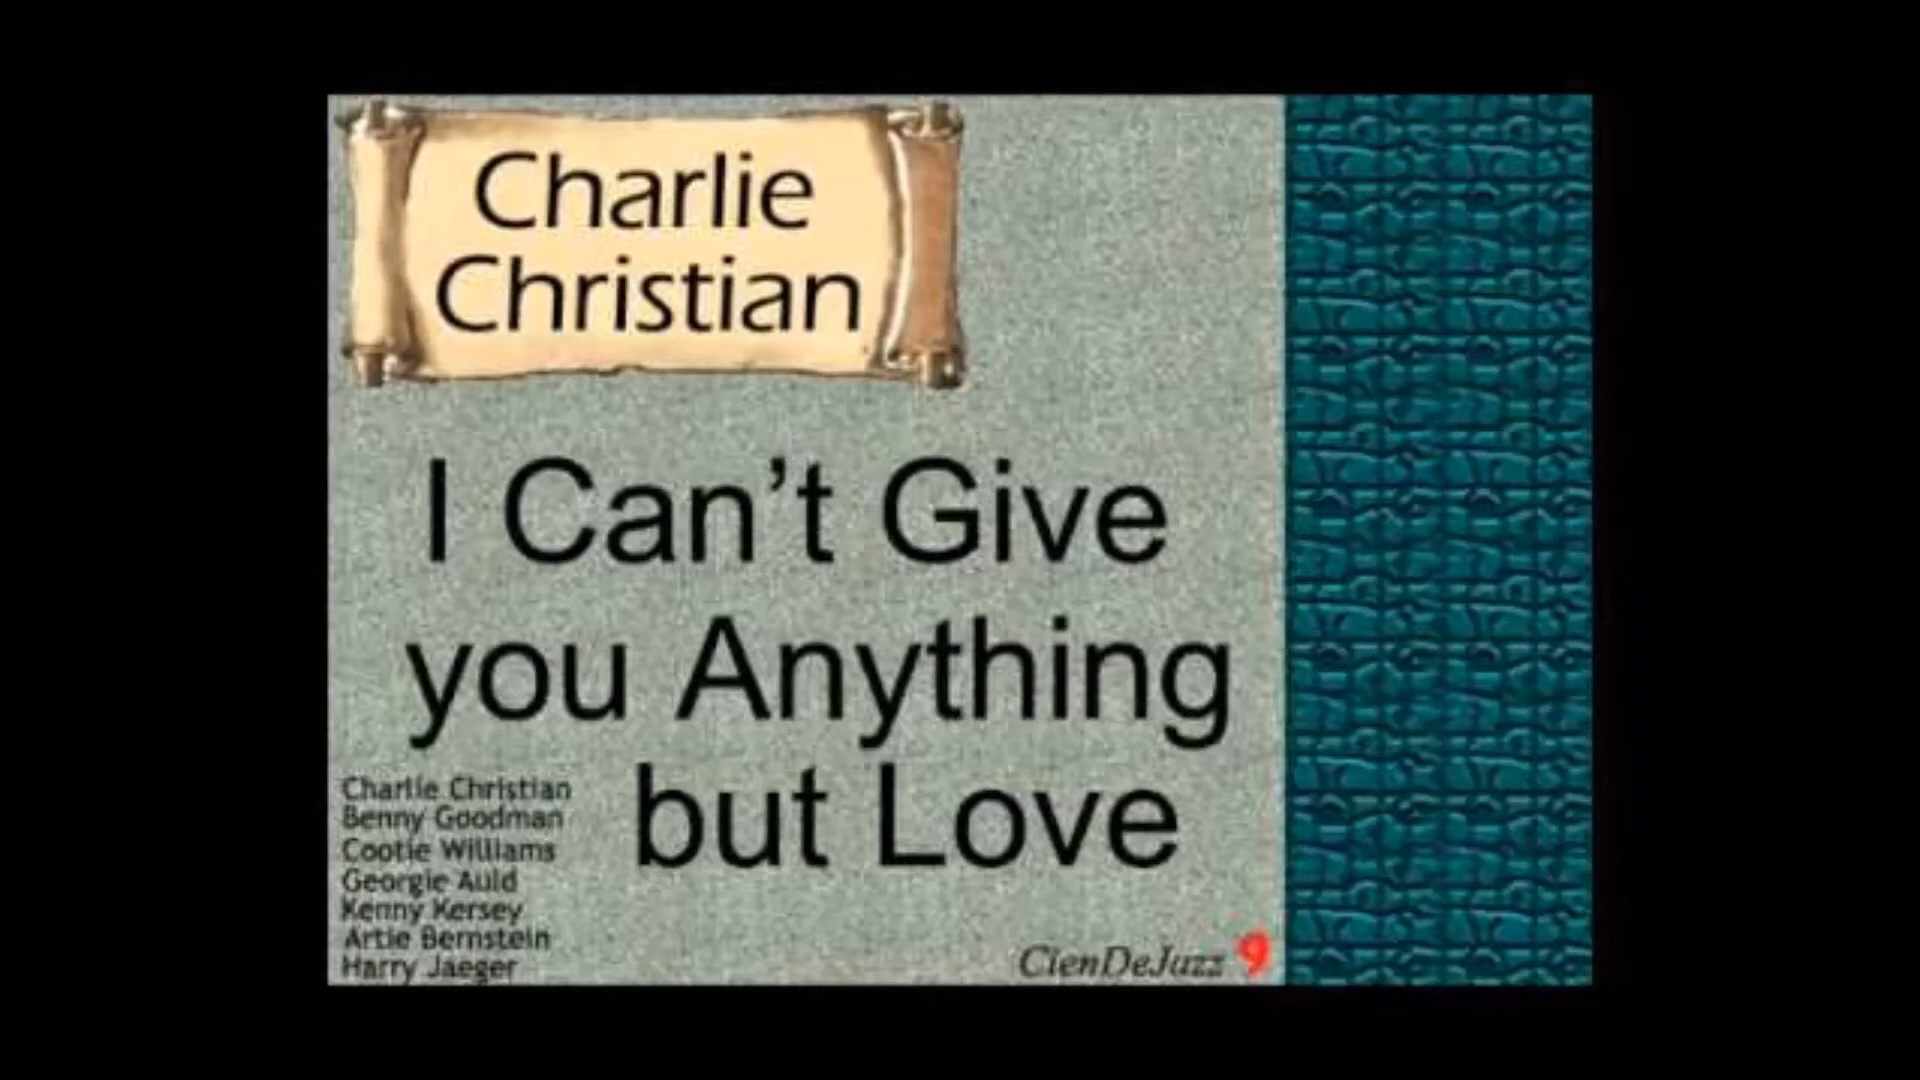 Charlie
Christian
I Can't Give
you Anything
but Love
Charlie Christian
Benny Goodman
Cootie Williams
Georgie Auld
Kenny Kersey
Artie Bernstein
Harry Jaeger
CienDeJazz 9